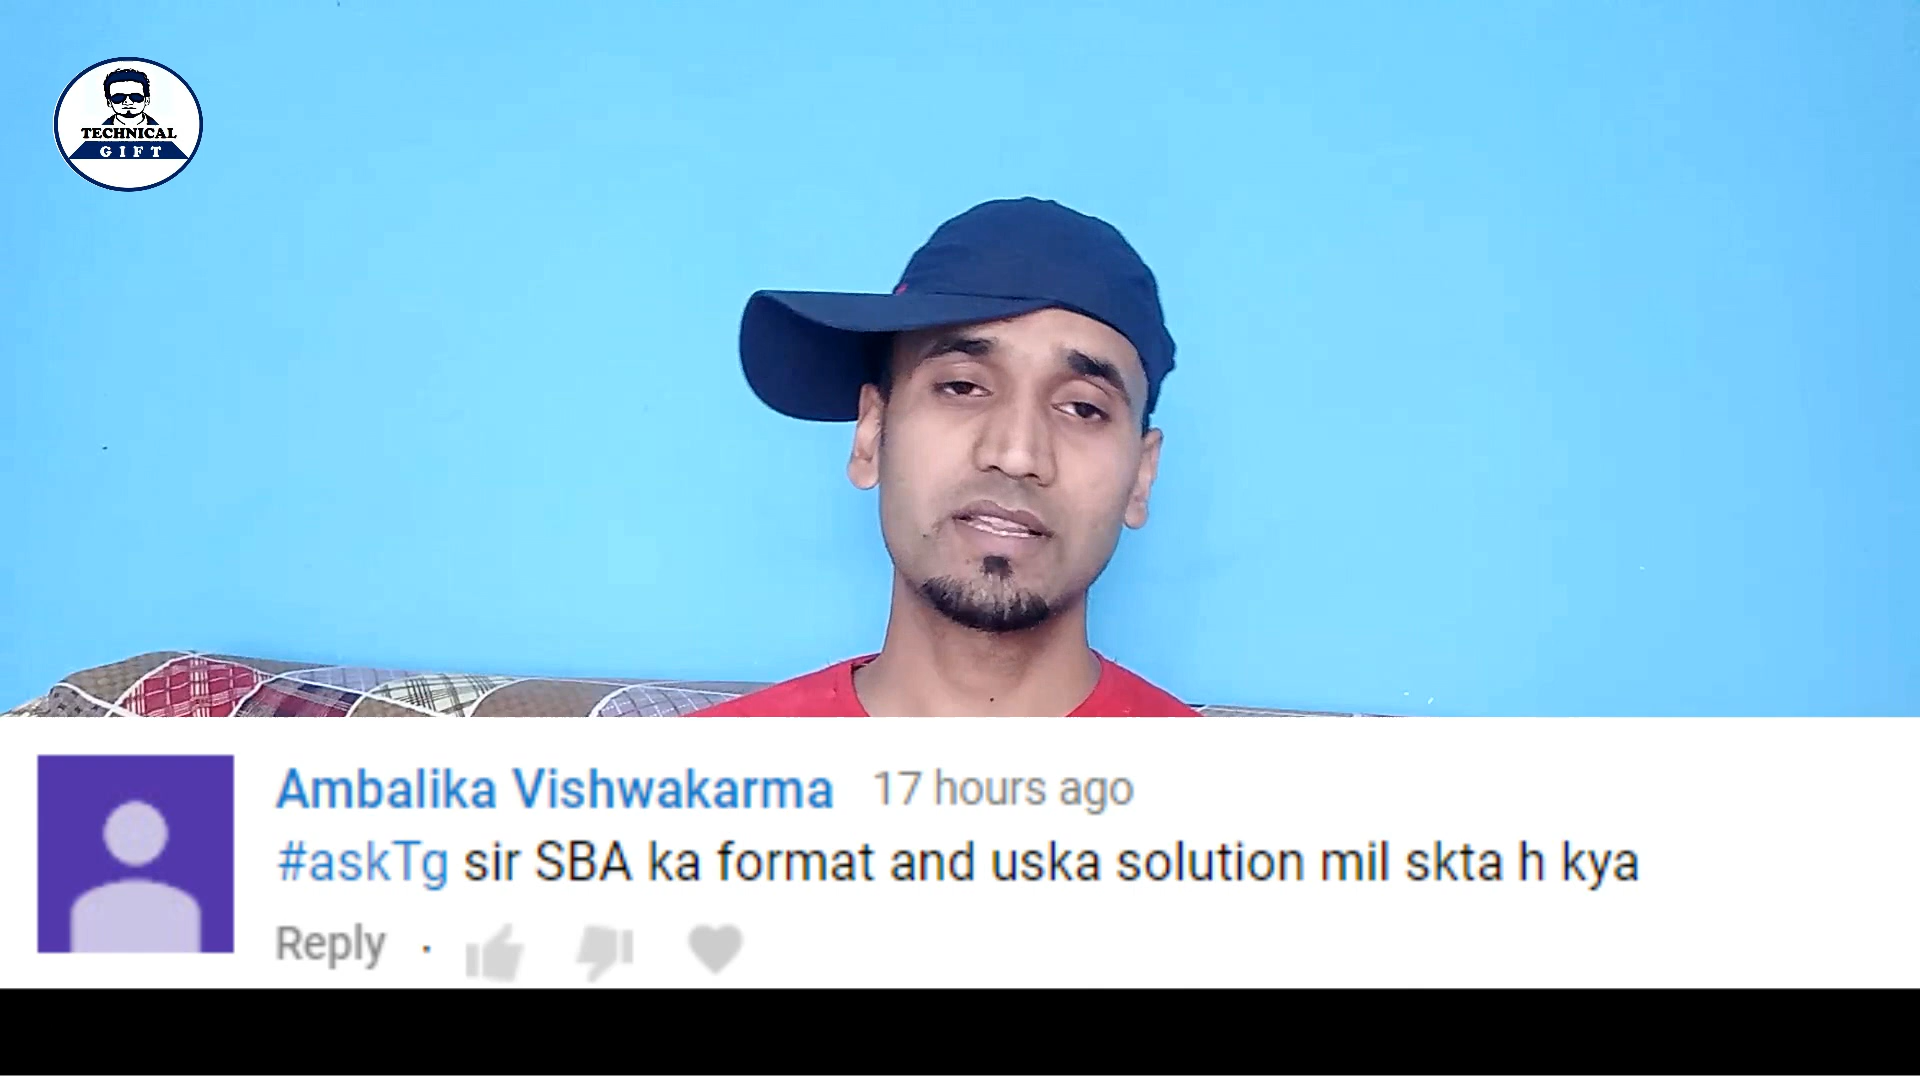 TECHNICAL
GIFT
Ambalika Vishwakarma 17 hours ago
#askTg sir SBA ka format and uska solution mil skta h kya
Reply